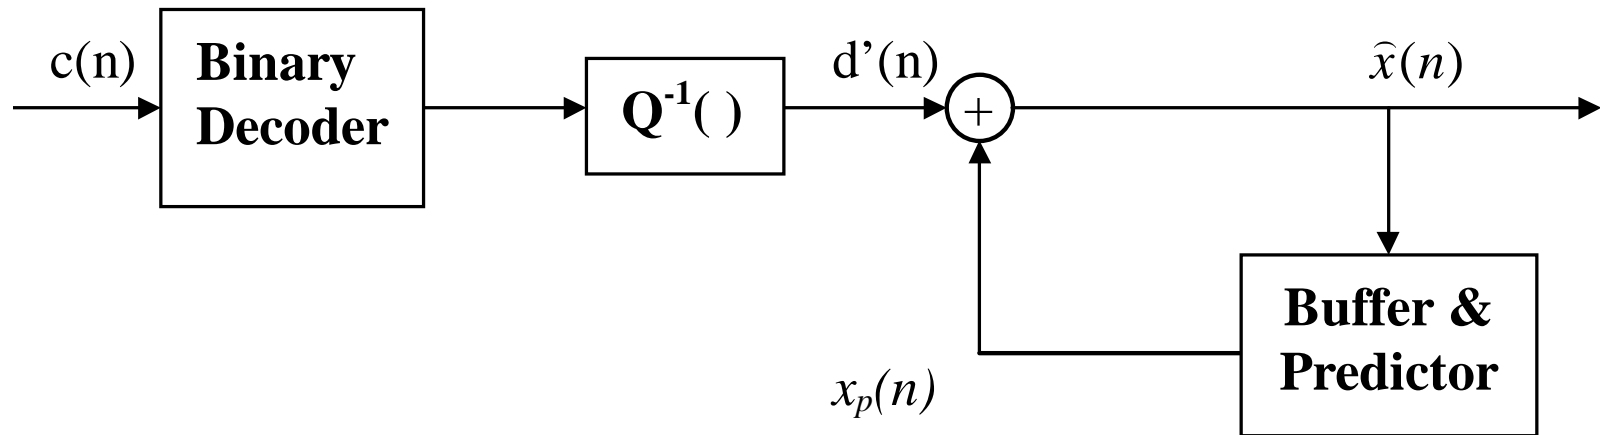 c(n)
Binary
Decoder
Q⁻¹( )
d’(n)
+
x̂(n)
Buffer &
Predictor
xₚ(n)